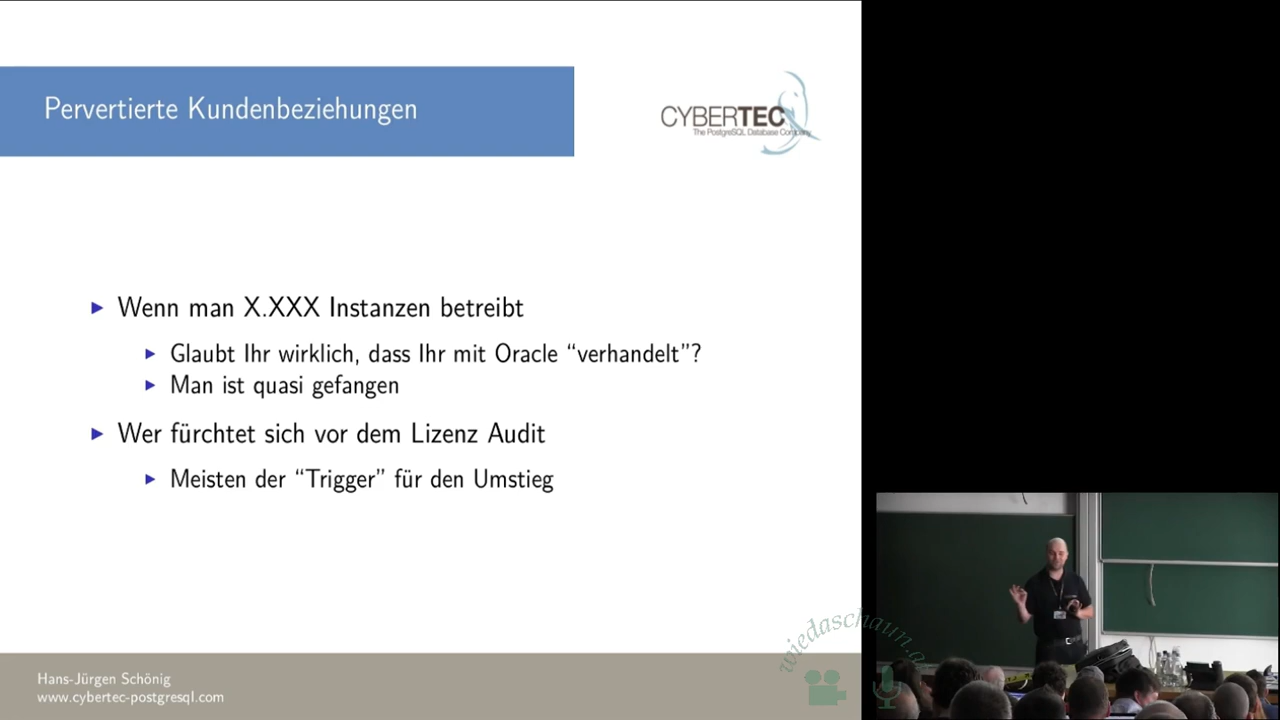 Pervertierte Kundenbeziehungen
CYBERTEC
The PostgreSQL Database Company
Wenn man X.XXX Instanzen betreibt
Glaubt Ihr wirklich, dass Ihr mit Oracle “verhandelt”?
Man ist quasi gefangen
Wer fürchtet sich vor dem Lizenz Audit
Meisten der “Trigger” für den Umstieg
Hans-Jürgen Schönig
www.cybertec-postgresql.com
wiedaschaun.a